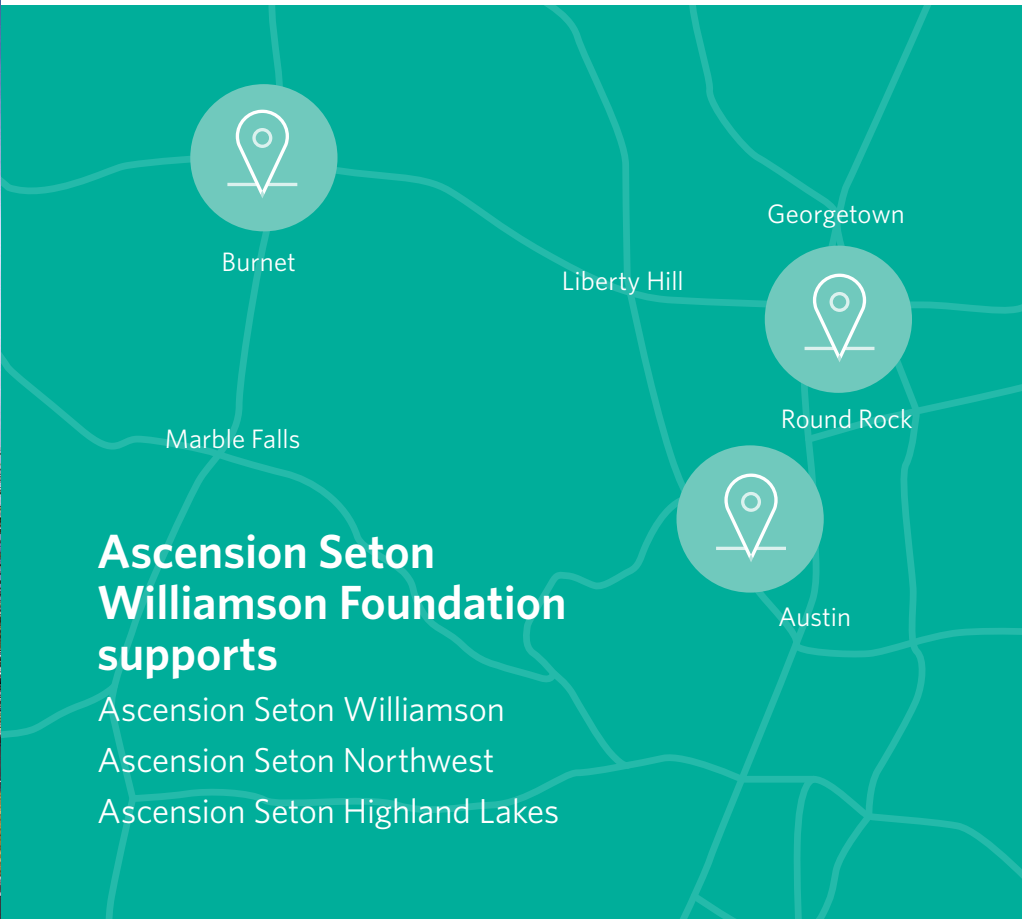 Georgetown
Burnet
Liberty Hill
Round Rock
Marble Falls
Ascension Seton
Williamson Foundation
supports
Austin
Ascension Seton Williamson
Ascension Seton Northwest
Ascension Seton Highland Lakes